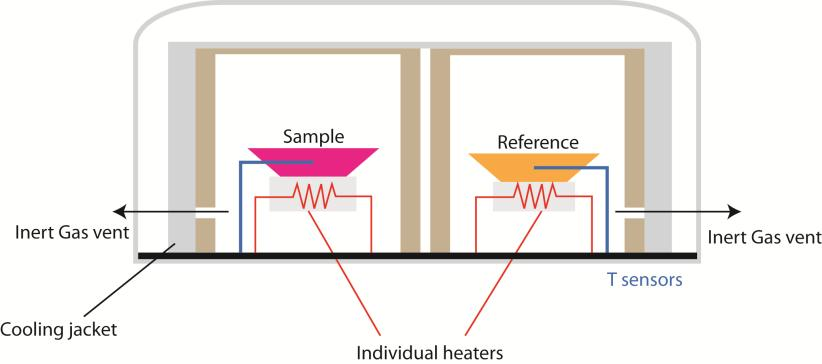 Sample
Reference
Inert Gas vent
Inert Gas vent
T sensors
Cooling jacket
Individual heaters